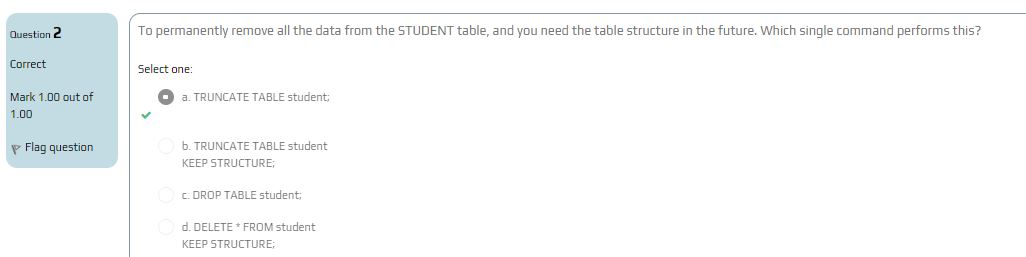 Question 2
Correct
Mark 1.00 out of
1.00
Flag question
To permanently remove all the data from the STUDENT table, and you need the table structure in the future. Which single command performs this?
Select one:
a. TRUNCATE TABLE student;
b. TRUNCATE TABLE student
KEEP STRUCTURE;
c. DROP TABLE student;
d. DELETE * FROM student
KEEP STRUCTURE;